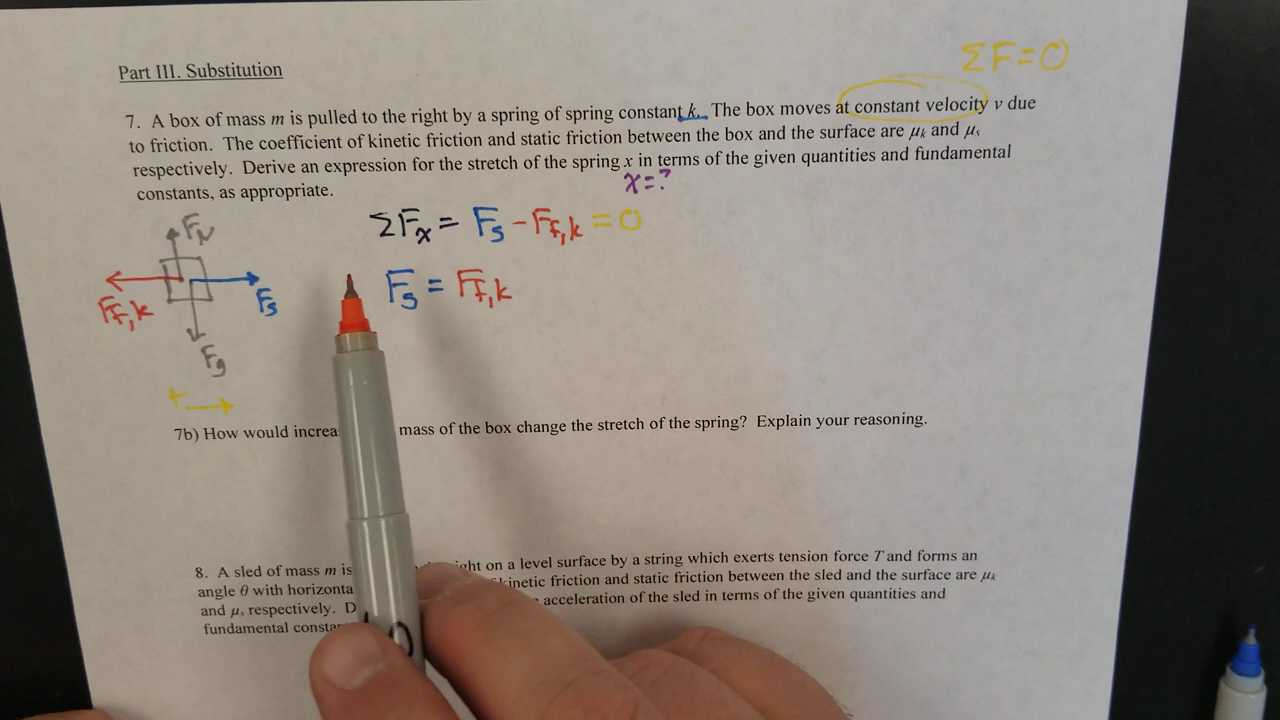 ΣF=0
Part III. Substitution
7. A box of mass m is pulled to the right by a spring of spring constant k. The box moves at constant velocity v due
to friction. The coefficient of kinetic friction and static friction between the box and the surface are μk and μs
respectively. Derive an expression for the stretch of the spring x in terms of the given quantities and fundamental
constants, as appropriate.
x=?
FN
ΣFx = Fs - Ff,k = 0
Ff,k
Fs
Fs = Ff,k
Fg
+
7b) How would mass of the box change the stretch of the spring? Explain your reasoning.
8. A sled of mass m is on a level surface by a string which exerts tension force T and forms an
angle θ with kinetic friction and static friction between the sled and the surface are μk
and μs respectively. acceleration of the sled in terms of the given quantities and
fundamental